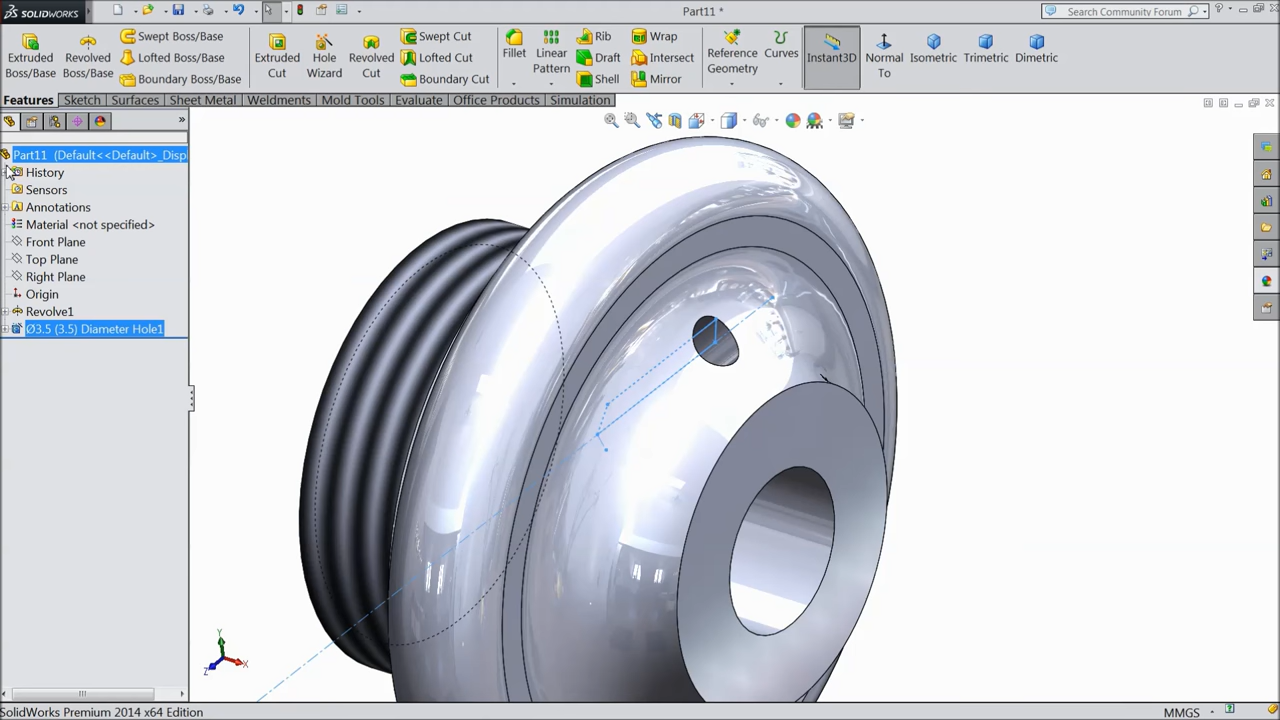 SOLIDWORKS
Part11 *
Search Community Forum
Extruded Boss/Base
Revolved Boss/Base
Swept Boss/Base
Lofted Boss/Base
Boundary Boss/Base
Extruded Cut
Hole Wizard
Revolved Cut
Swept Cut
Lofted Cut
Boundary Cut
Fillet
Linear Pattern
Rib
Draft
Shell
Wrap
Intersect
Mirror
Reference Geometry
Curves
Instant3D
Normal To
Isometric
Trimetric
Dimetric
Features
Sketch
Surfaces
Sheet Metal
Weldments
Mold Tools
Evaluate
Office Products
Simulation
Part11 (Default<<Default>_Disp
History
Sensors
Annotations
Material <not specified>
Front Plane
Top Plane
Right Plane
Origin
Revolve1
Ø3.5 (3.5) Diameter Hole1
Y
X
Z
SolidWorks Premium 2014 x64 Edition
MMGS